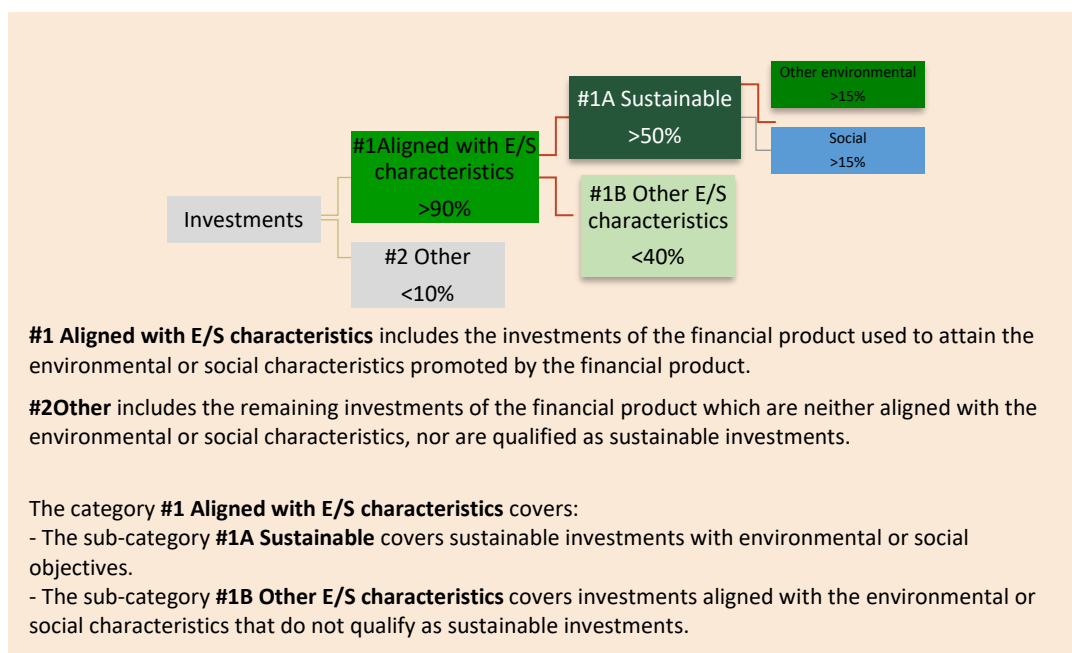 Investments
#1Aligned with E/S
characteristics
>90%
#2 Other
<10%
#1A Sustainable
>50%
#1B Other E/S
characteristics
<40%
Other environmental
>15%
Social
>15%
#1 Aligned with E/S characteristics includes the investments of the financial product used to attain the
environmental or social characteristics promoted by the financial product.
#2Other includes the remaining investments of the financial product which are neither aligned with the
environmental or social characteristics, nor are qualified as sustainable investments.
The category #1 Aligned with E/S characteristics covers:
- The sub-category #1A Sustainable covers sustainable investments with environmental or social
objectives.
- The sub-category #1B Other E/S characteristics covers investments aligned with the environmental or
social characteristics that do not qualify as sustainable investments.